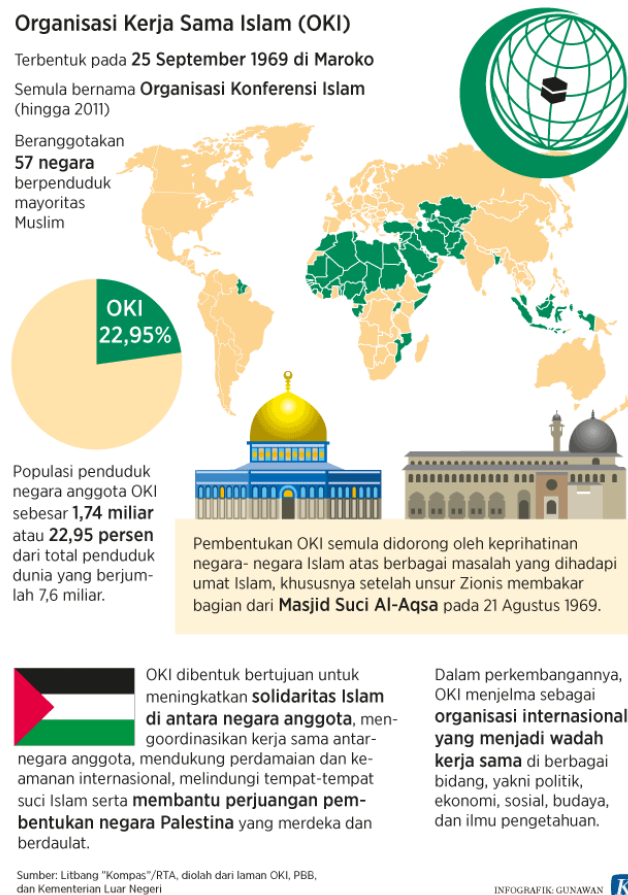 Organisasi Kerja Sama Islam (OKI)
Terbentuk pada 25 September 1969 di Maroko
Semula bernama Organisasi Konferensi Islam
(hingga 2011)
Beranggotakan
57 negara
berpenduduk
mayoritas
Muslim
OKI
22,95%
Populasi penduduk
negara anggota OKI
sebesar 1,74 miliar
atau 22,95 persen
dari total penduduk
dunia yang berjum-
lah 7,6 miliar.
Pembentukan OKI semula didorong oleh keprihatinan
negara- negara Islam atas berbagai masalah yang dihadapi
umat Islam, khususnya setelah unsur Zionis membakar
bagian dari Masjid Suci Al-Aqsa pada 21 Agustus 1969.
OKI dibentuk bertujuan untuk
meningkatkan solidaritas Islam
di antara negara anggota, men-
goordinasikan kerja sama antar-
negara anggota, mendukung perdamaian dan ke-
amanan internasional, melindungi tempat-tempat
suci Islam serta membantu perjuangan pem-
bentukan negara Palestina yang merdeka dan
berdaulat.
Dalam perkembangannya,
OKI menjelma sebagai
organisasi internasional
yang menjadi wadah
kerja sama di berbagai
bidang, yakni politik,
ekonomi, sosial, budaya,
dan ilmu pengetahuan.
Sumber: Litbang "Kompas"/RTA, diolah dari laman OKI, PBB,
dan Kementerian Luar Negeri
INFOGRAFIK: GUNAWAN
K